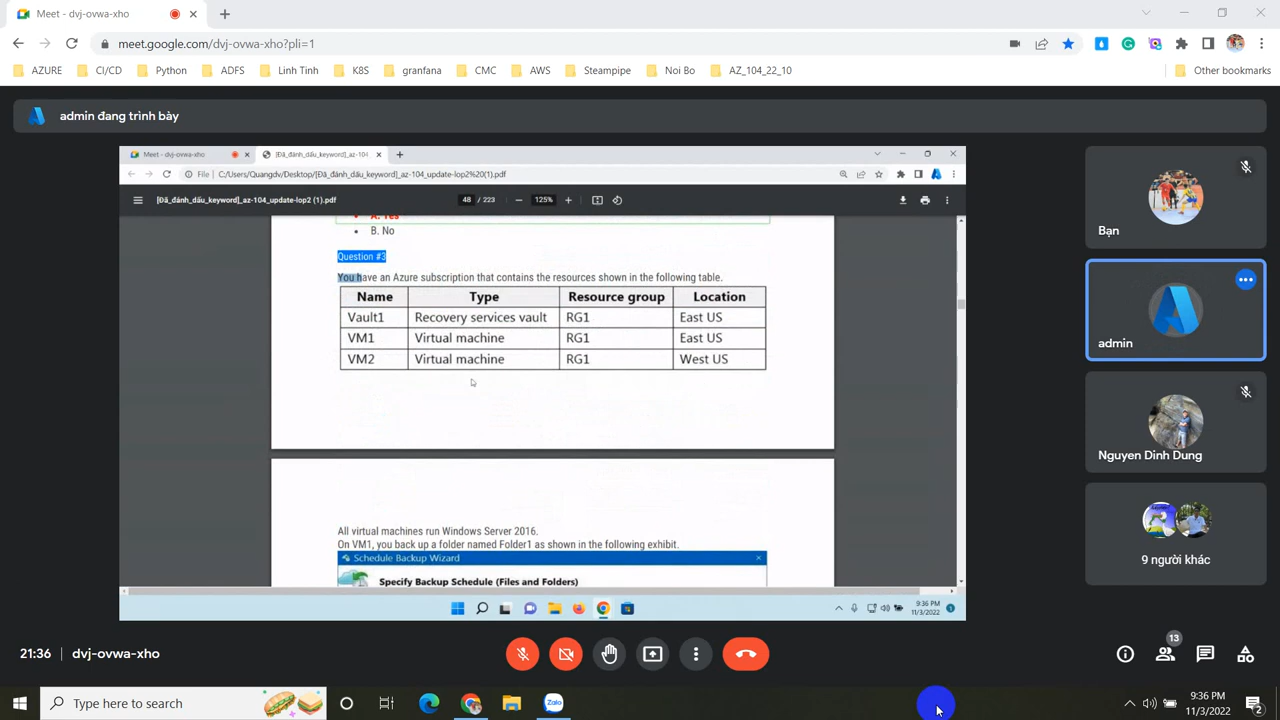 Meet - dvj-ovwa-xho
meet.google.com/dvj-ovwa-xho?pli=1
AZURE CI/CD Python ADFS Linh Tinh K8S granfana CMC AWS Steampipe Noi Bo AZ_104_22_10 Other bookmarks
admin đang trình bày
Meet - dvj-ovwa-xho [Đã_đánh_dấu_keyword]_az-104
File C:/Users/Quangdv/Desktop/[Đã_đánh_dấu_keyword]_az-104_update-lop2%20(1).pdf
[Đã_đánh_dấu_keyword]_az-104_update-lop2 (1).pdf 48 / 223 125%
A. Yes
B. No
Question #3
You have an Azure subscription that contains the resources shown in the following table.
Name Type Resource group Location
Vault1 Recovery services vault RG1 East US
VM1 Virtual machine RG1 East US
VM2 Virtual machine RG1 West US
All virtual machines run Windows Server 2016.
On VM1, you back up a folder named Folder1 as shown in the following exhibit.
Schedule Backup Wizard
Specify Backup Schedule (Files and Folders)
9:36 PM
11/3/2022
Bạn
admin
Nguyen Dinh Dung
9 người khác
21:36 dvj-ovwa-xho
13
Type here to search
9:36 PM
11/3/2022
2